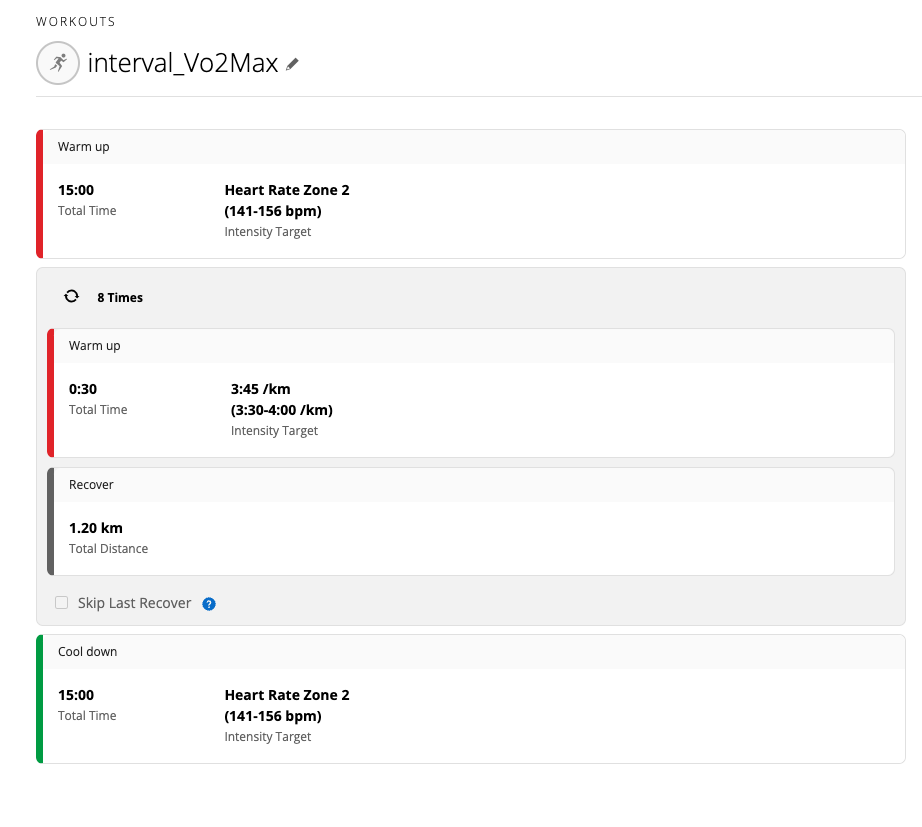 WORKOUTS
interval_Vo2Max
Warm up
15:00
Total Time
Heart Rate Zone 2
(141-156 bpm)
Intensity Target
8 Times
Warm up
0:30
Total Time
3:45 /km
(3:30-4:00 /km)
Intensity Target
Recover
1.20 km
Total Distance
Skip Last Recover ?
Cool down
15:00
Total Time
Heart Rate Zone 2
(141-156 bpm)
Intensity Target